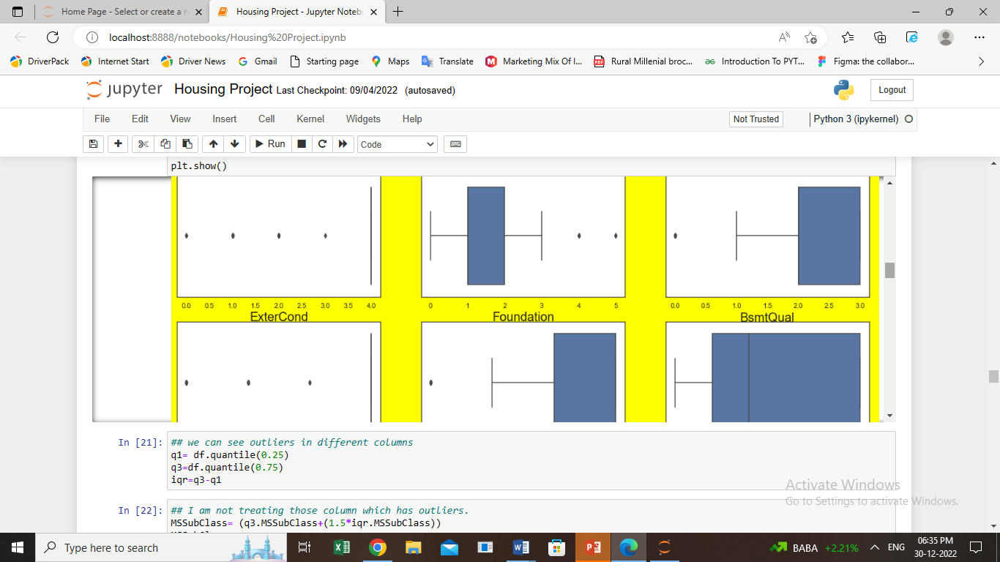 Home Page - Select or create a n
Housing Project - Jupyter Notebo
localhost:8888/notebooks/Housing%20Project.ipynb
DriverPack
Internet Start
Driver News
Gmail
Starting page
Maps
Translate
Marketing Mix Of I...
Rural Millenial broc...
Introduction To PYT...
Figma: the collabor...
jupyter Housing Project Last Checkpoint: 09/04/2022 (autosaved)
Logout
File Edit View Insert Cell Kernel Widgets Help
Not Trusted
Python 3 (ipykernel)
Run
Code
plt.show()
0.0 0.5 1.0 1.5 2.0 2.5 3.0 3.5 4.0
ExterCond
0 1 2 3 4 5
Foundation
0.0 0.5 1.0 1.5 2.0 2.5 3.0
BsmtQual
In [21]:
## we can see outliers in different columns
q1= df.quantile(0.25)
q3=df.quantile(0.75)
iqr=q3-q1
In [22]:
## I am not treating those column which has outliers.
MSSubClass= (q3.MSSubClass+(1.5*iqr.MSSubClass))
Activate Windows
Go to Settings to activate Windows.
Type here to search
BABA +2.21%
ENG
06:35 PM
30-12-2022